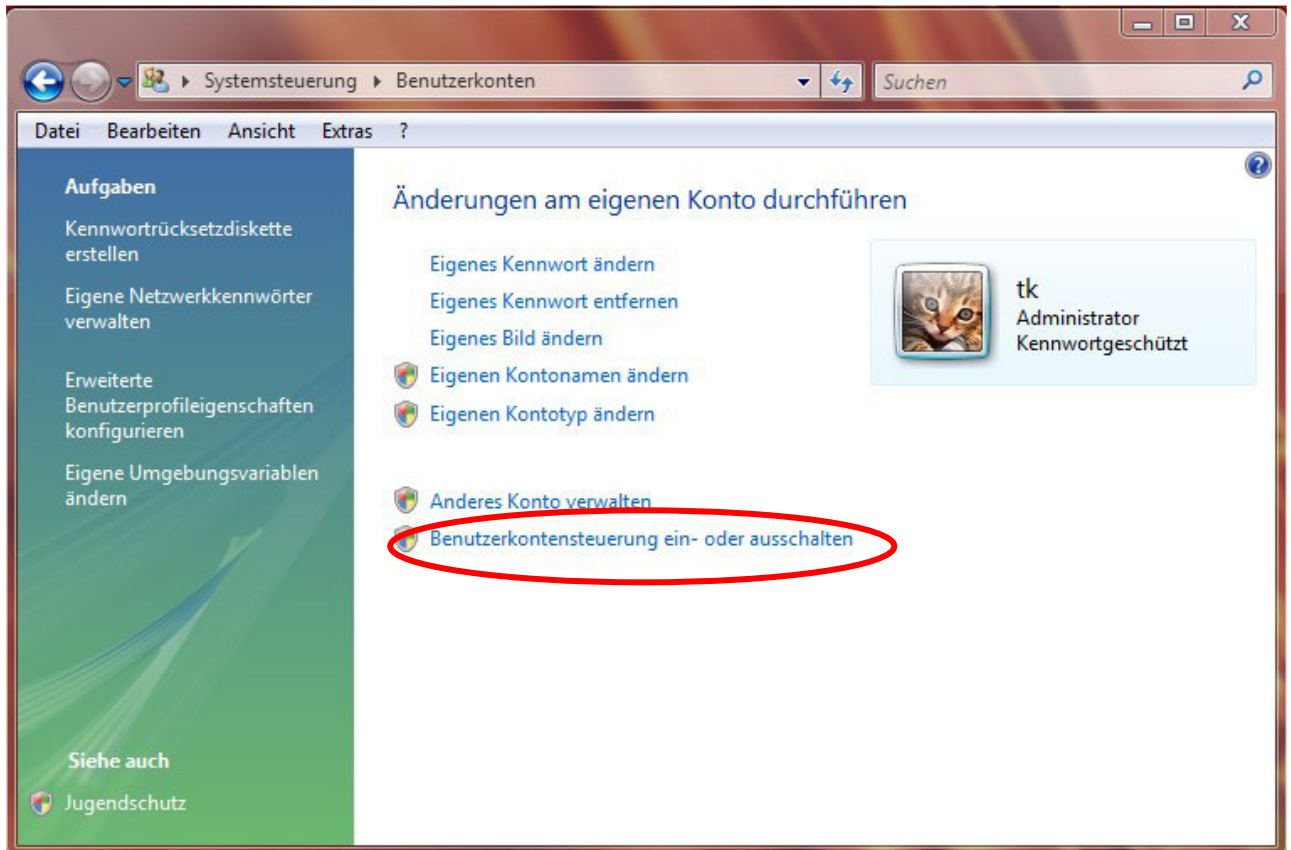 Systemsteuerung
Benutzerkonten
Suchen
Datei Bearbeiten Ansicht Extras ?
Aufgaben
Kennwortrücksetzdiskette
erstellen
Eigene Netzwerkkennwörter
verwalten
Erweiterte
Benutzerprofileigenschaften
konfigurieren
Eigene Umgebungsvariablen
ändern
Siehe auch
Jugendschutz
Änderungen am eigenen Konto durchführen
Eigenes Kennwort ändern
Eigenes Kennwort entfernen
Eigenes Bild ändern
Eigenen Kontonamen ändern
Eigenen Kontotyp ändern
Anderes Konto verwalten
Benutzerkontensteuerung ein- oder ausschalten
tk
Administrator
Kennwortgeschützt